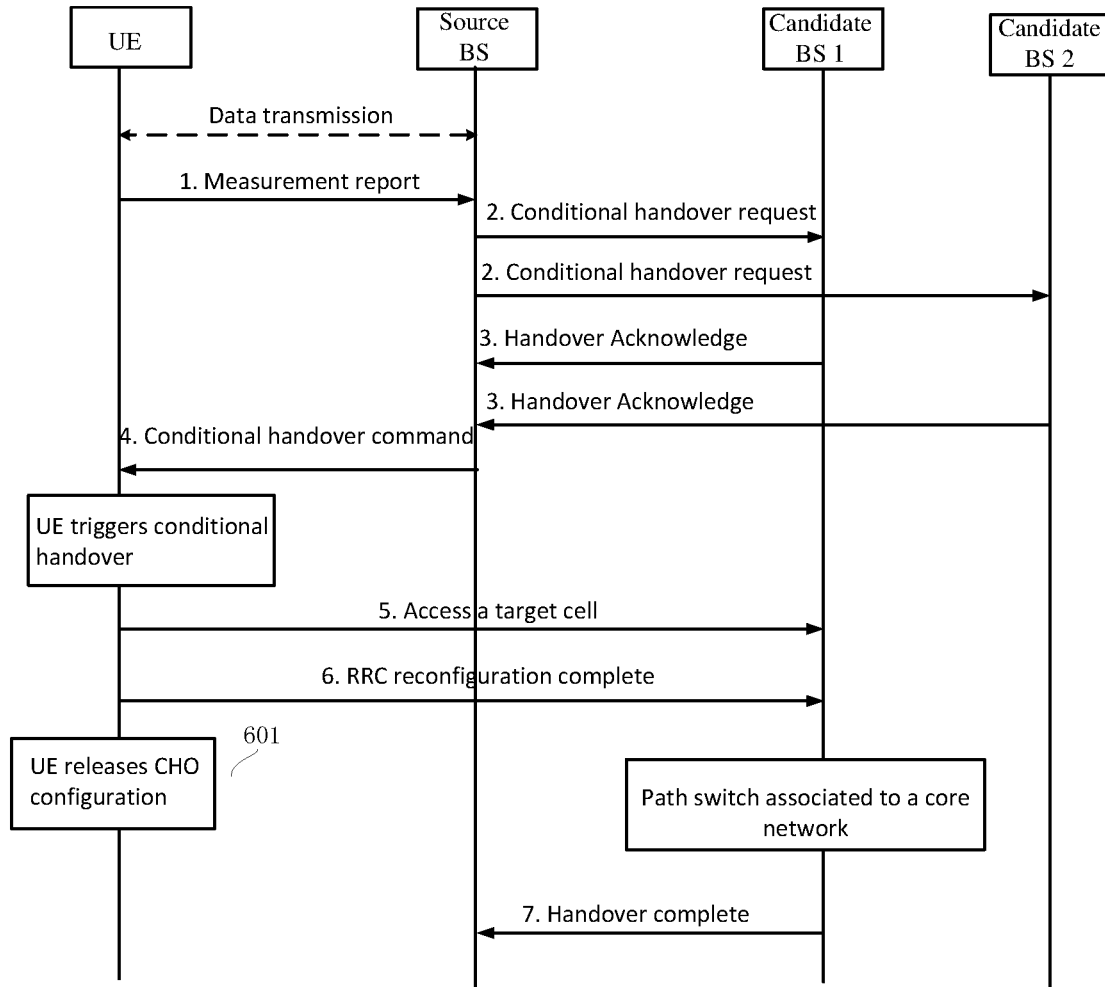 UE
Source
BS
Candidate
BS 1
Candidate
BS 2
Data transmission
1. Measurement report
2. Conditional handover request
2. Conditional handover request
3. Handover Acknowledge
3. Handover Acknowledge
4. Conditional handover command
UE triggers conditional
handover
5. Access a target cell
6. RRC reconfiguration complete
601
UE releases CHO
configuration
Path switch associated to a core
network
7. Handover complete